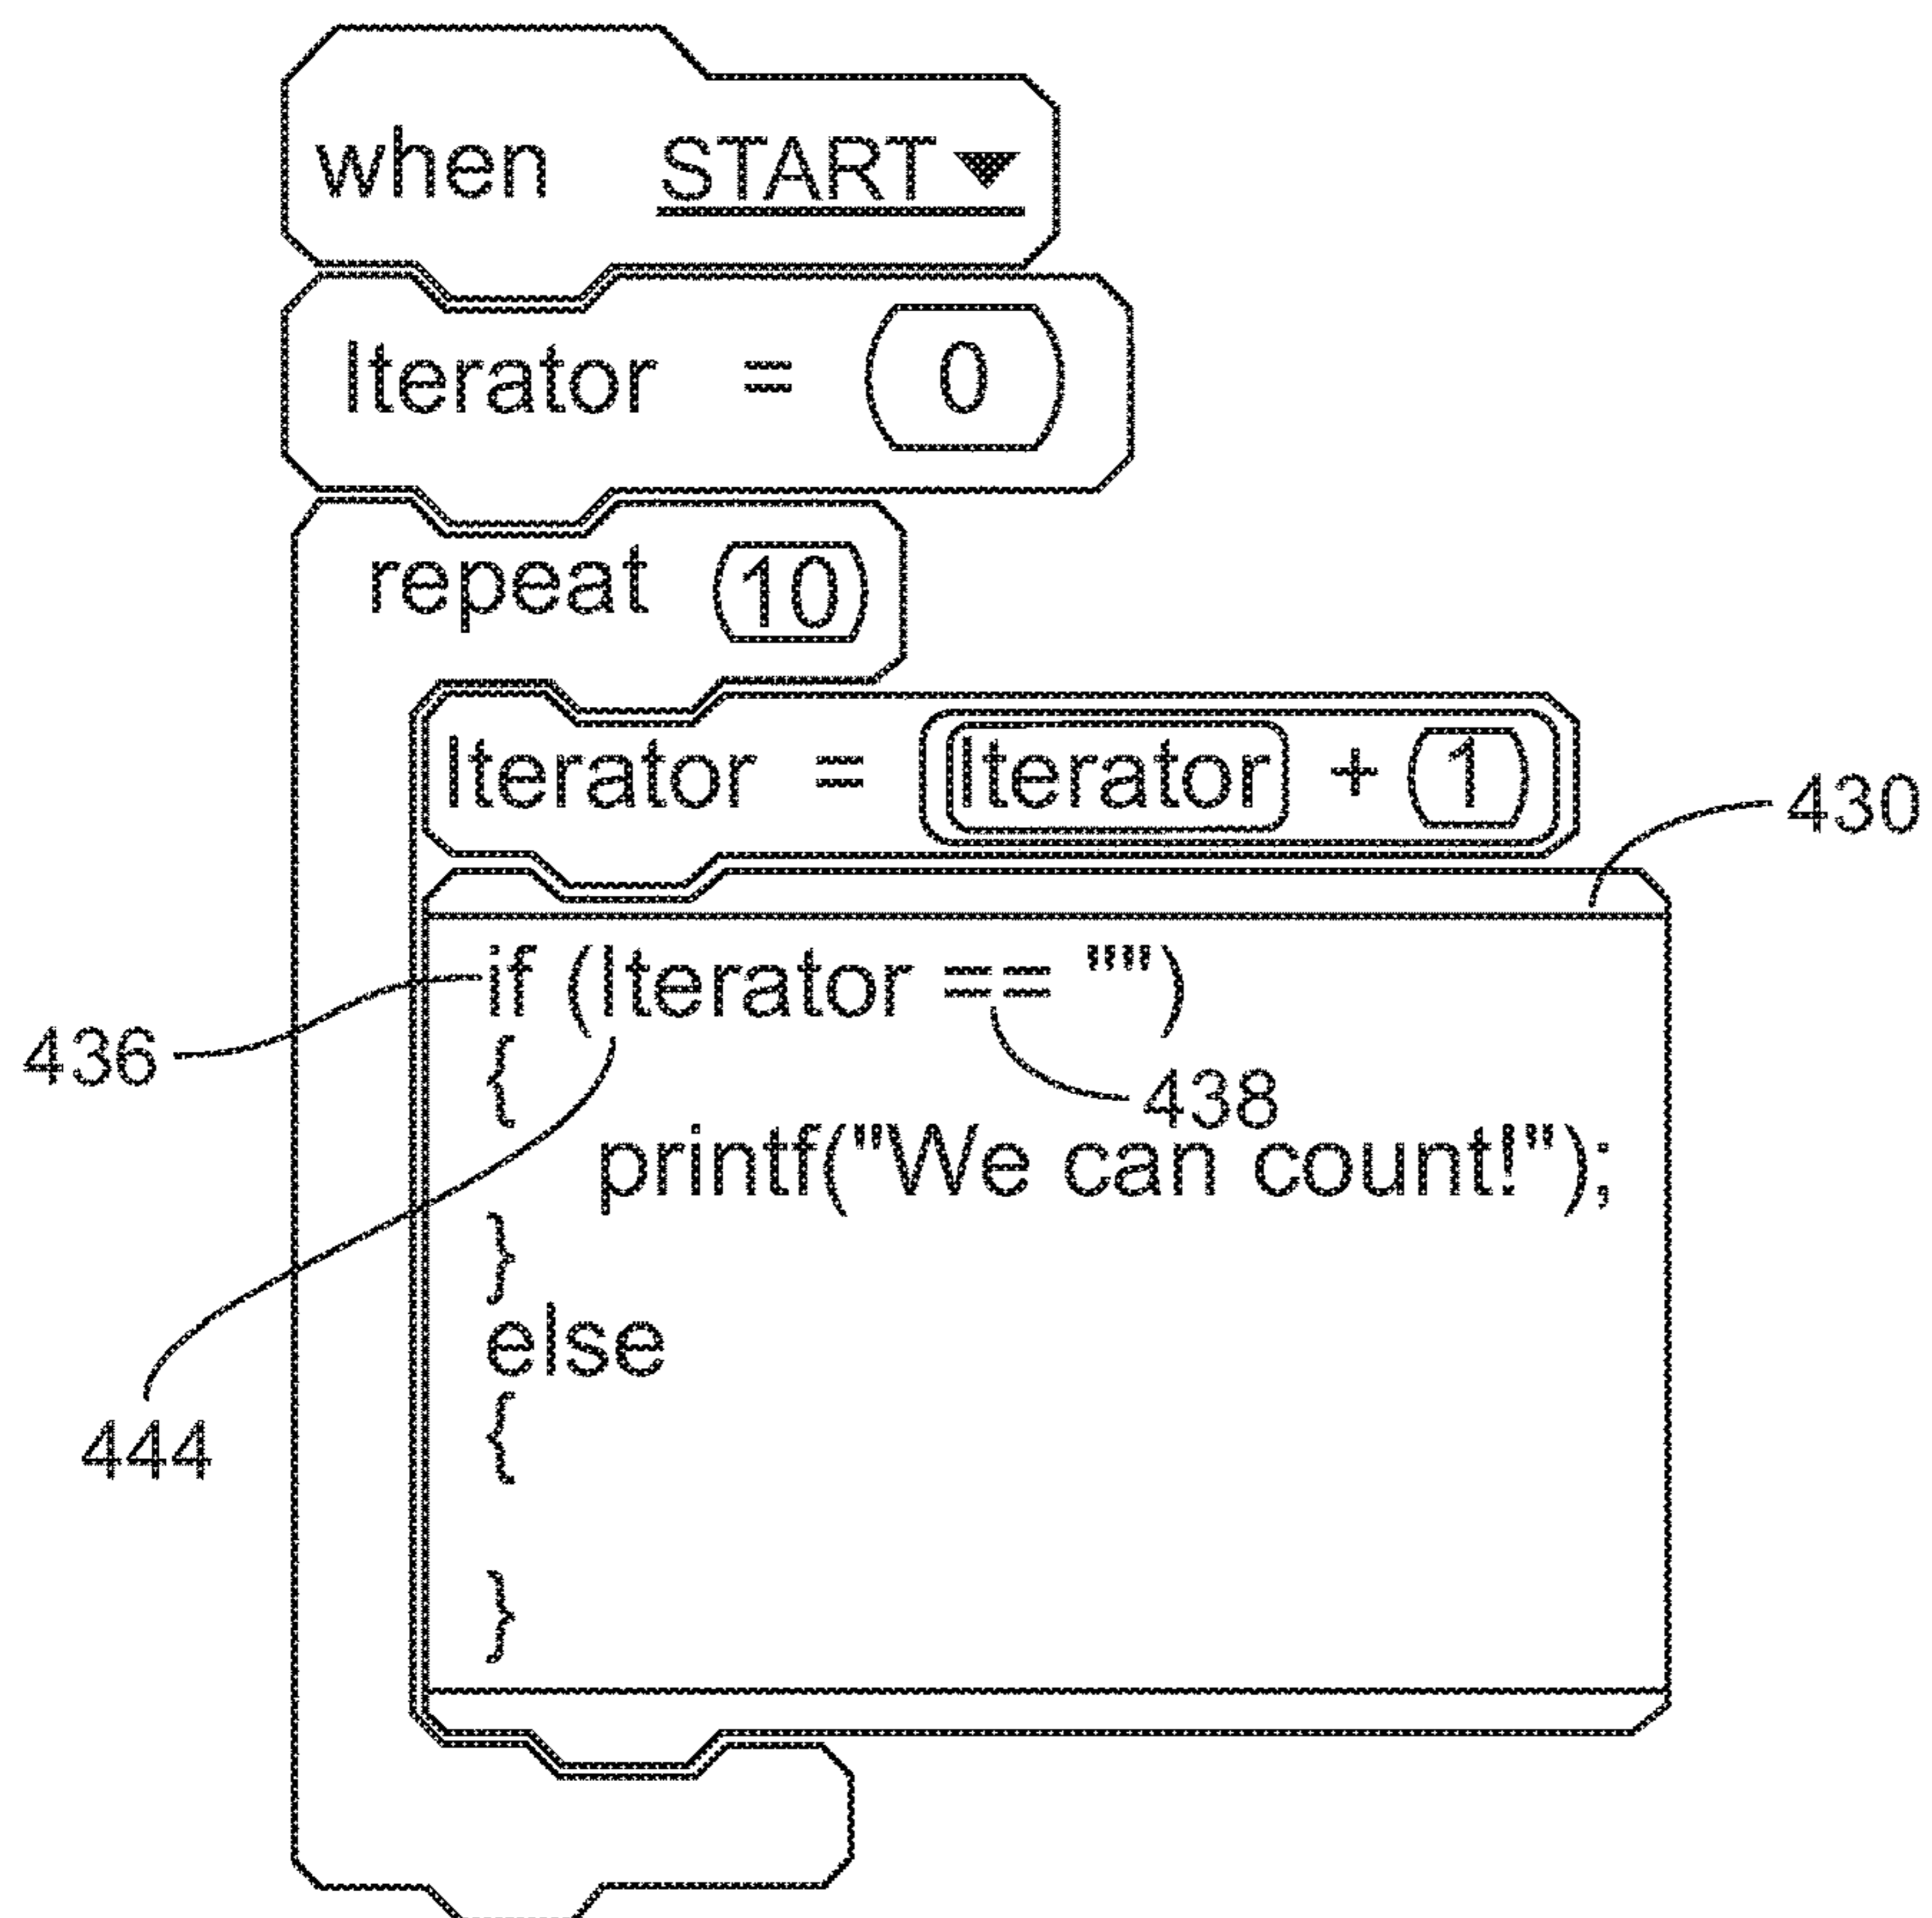 when START
Iterator = 0
repeat 10
Iterator = Iterator + 1
430
if (Iterator == "")
436
{
438
printf("We can count!");
}
else
444
{
}